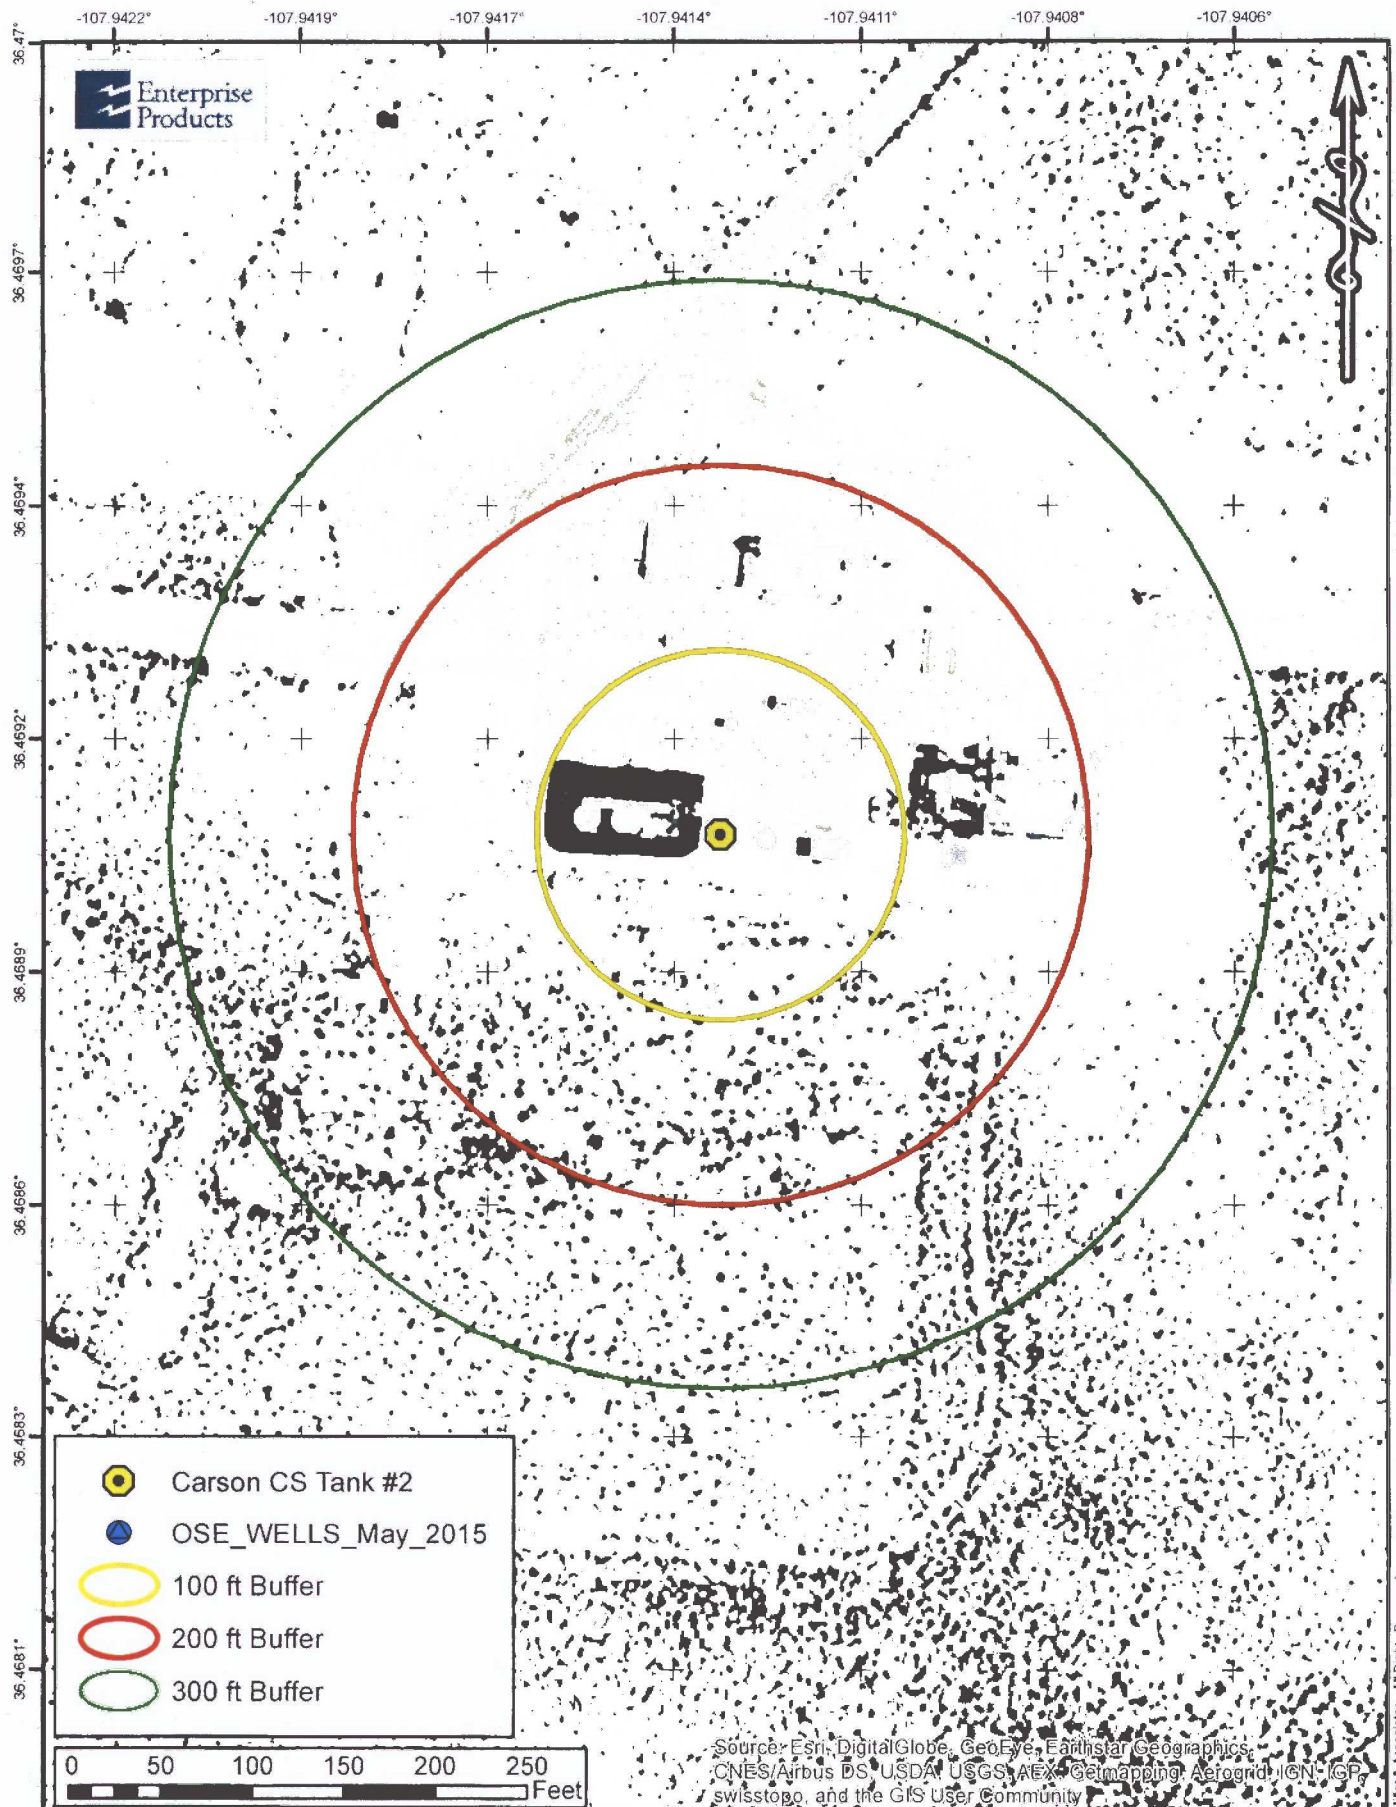 -107.9422° -107.9419° -107.9417° -107.9414° -107.9411° -107.9408° -107.9406°
36.47°
Enterprise
Products
36.4697°
36.4694°
36.4692°
36.4689°
36.4686°
36.4683°
36.4681°
Carson CS Tank #2
OSE_WELLS_May_2015
100 ft Buffer
200 ft Buffer
300 ft Buffer
0 50 100 150 200 250
Feet
Source: Esri, DigitalGlobe, GeoEye, Earthstar Geographics,
CNES/Airbus DS, USDA, USGS, AEX, Getmapping, Aerogrid, IGN, IGP,
swisstopo, and the GIS User Community